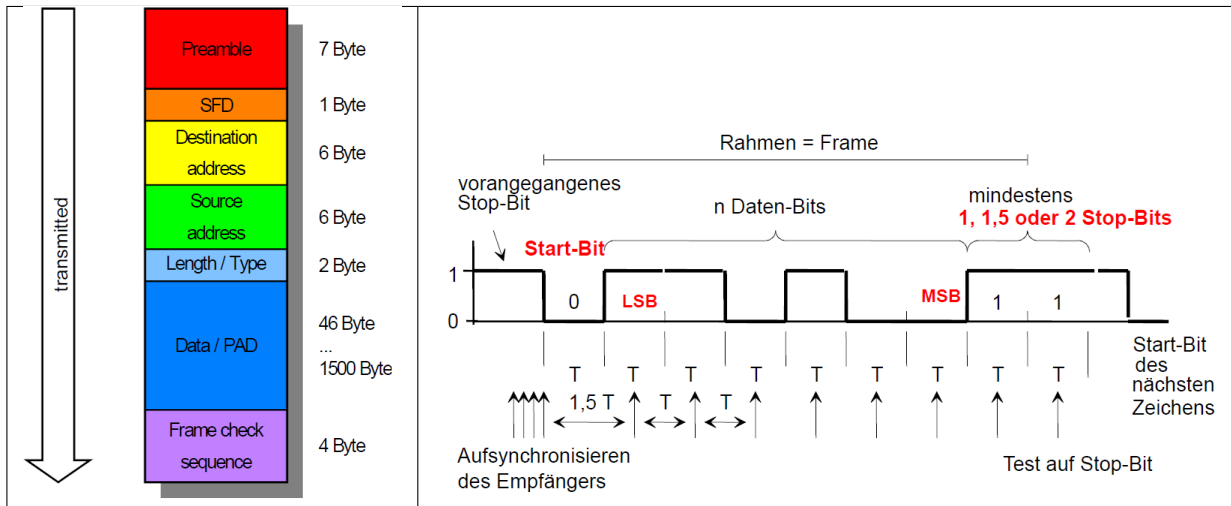 transmitted
Preamble
7 Byte
SFD
1 Byte
Destination
address
6 Byte
Source
address
6 Byte
Length / Type
2 Byte
Data / PAD
46 Byte
...
1500 Byte
Frame check
sequence
4 Byte
Rahmen = Frame
vorangegangenes
Stop-Bit
n Daten-Bits
mindestens
1, 1,5 oder 2 Stop-Bits
Start-Bit
1
0
0
LSB
MSB
1
1
T T T T T T T T T
1,5 T T T
Start-Bit
des
nächsten
Zeichens
Aufsynchronisieren
des Empfängers
Test auf Stop-Bit